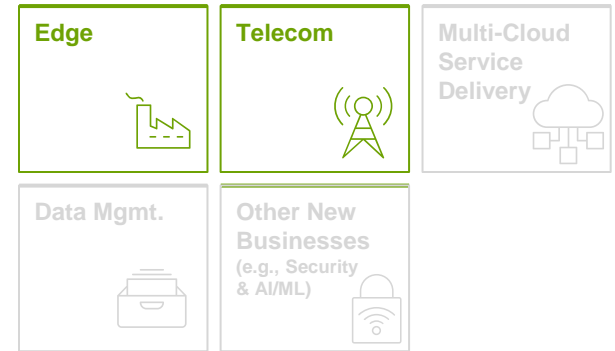 Edge
Telecom
Multi-Cloud
Service
Delivery
Data Mgmt.
Other New
Businesses
(e.g., Security
& AI/ML)